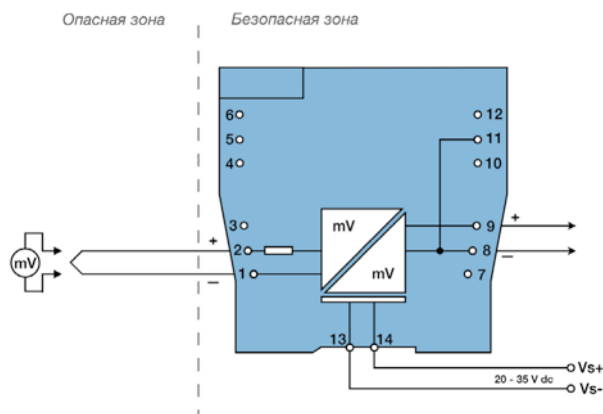 Опасная зона
Безопасная зона
6
12
5
11
4
10
3
9
+
+
2
mV
8
mV
mV
1
–
–
7
13
14
Vs+
20 - 35 V dc
Vs-